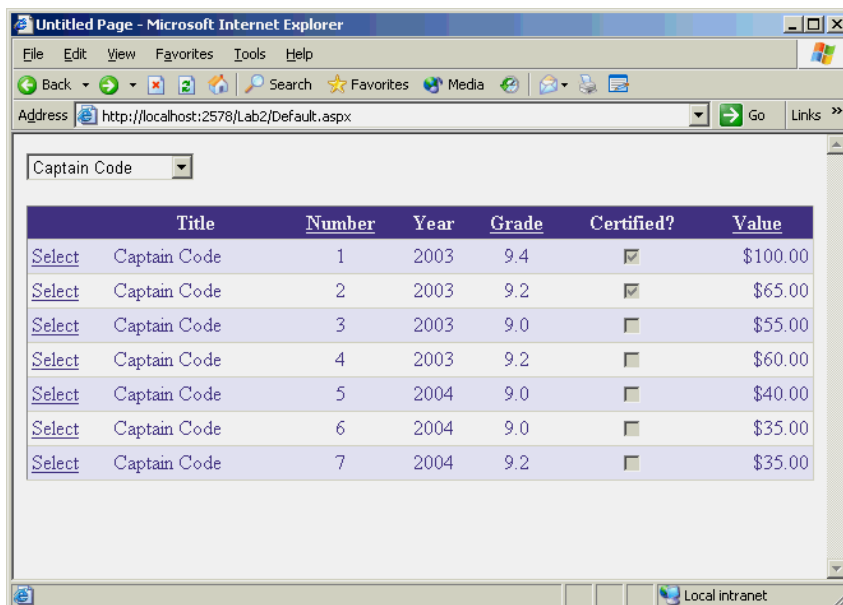 Untitled Page - Microsoft Internet Explorer
File Edit View Favorites Tools Help
Back Search Favorites Media
Address http://localhost:2578/Lab2/Default.aspx Go Links »
Captain Code
Title Number Year Grade Certified? Value
Select Captain Code 1 2003 9.4 $100.00
Select Captain Code 2 2003 9.2 $65.00
Select Captain Code 3 2003 9.0 $55.00
Select Captain Code 4 2003 9.2 $60.00
Select Captain Code 5 2004 9.0 $40.00
Select Captain Code 6 2004 9.0 $35.00
Select Captain Code 7 2004 9.2 $35.00
Local intranet